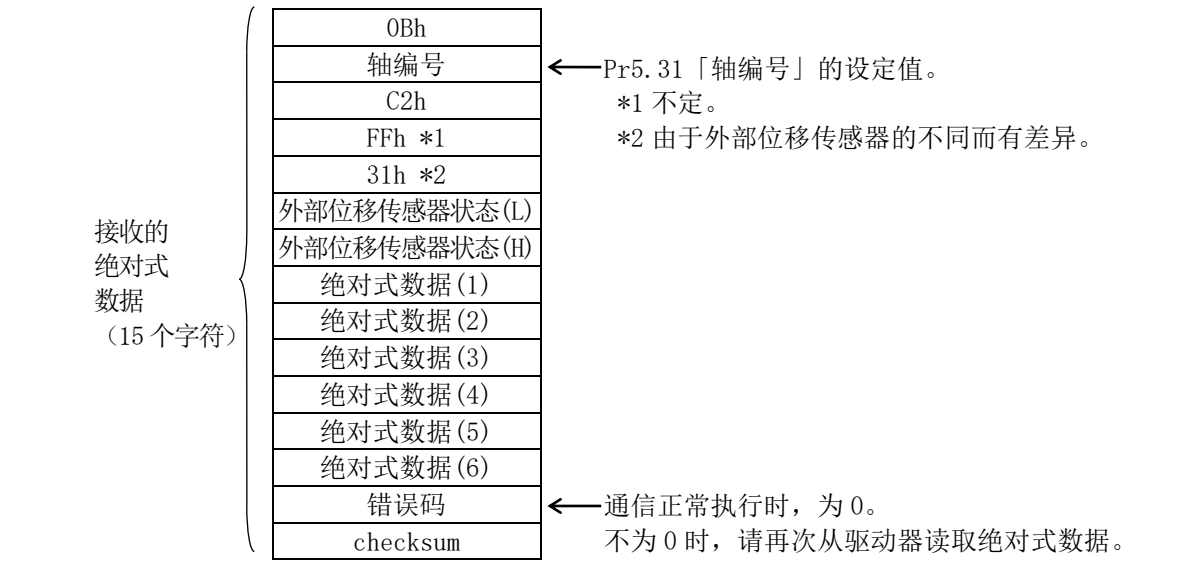 0Bh
轴编号
C2h
FFh *1
31h *2
外部位移传感器状态(L)
外部位移传感器状态(H)
绝对式数据(1)
绝对式数据(2)
绝对式数据(3)
绝对式数据(4)
绝对式数据(5)
绝对式数据(6)
错误码
checksum
接收的
绝对式
数据
（15个字符）
Pr5.31「轴编号」的设定值。
*1 不定。
*2 由于外部位移传感器的不同而有差异。
通信正常执行时，为0。
不为0时，请再次从驱动器读取绝对式数据。